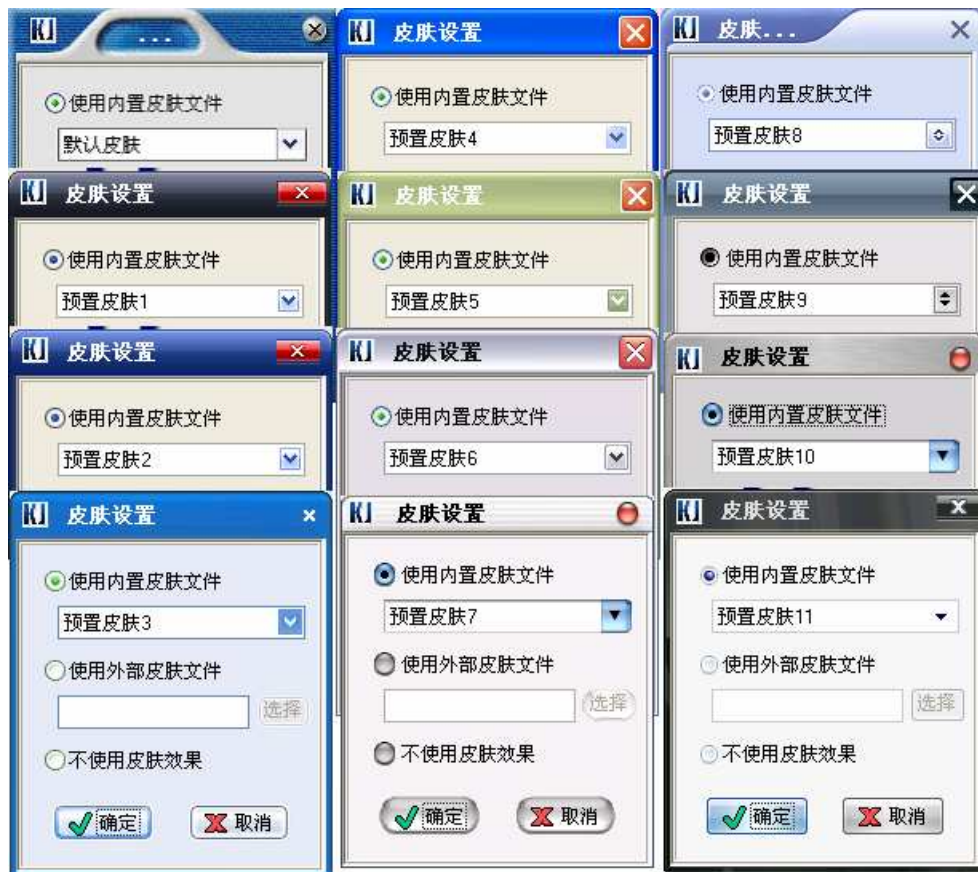 KJ ...
使用内置皮肤文件
默认皮肤
KJ 皮肤设置
使用内置皮肤文件
预置皮肤1
KJ 皮肤设置
使用内置皮肤文件
预置皮肤2
KJ 皮肤设置
使用内置皮肤文件
预置皮肤3
使用外部皮肤文件
选择
不使用皮肤效果
确定 取消
KJ 皮肤设置
使用内置皮肤文件
预置皮肤4
KJ 皮肤设置
使用内置皮肤文件
预置皮肤5
KJ 皮肤设置
使用内置皮肤文件
预置皮肤6
KJ 皮肤设置
使用内置皮肤文件
预置皮肤7
使用外部皮肤文件
选择
不使用皮肤效果
确定 取消
KJ 皮肤...
使用内置皮肤文件
预置皮肤8
KJ 皮肤设置
使用内置皮肤文件
预置皮肤9
KJ 皮肤设置
使用内置皮肤文件
预置皮肤10
KJ 皮肤设置
使用内置皮肤文件
预置皮肤11
使用外部皮肤文件
选择
不使用皮肤效果
确定 取消